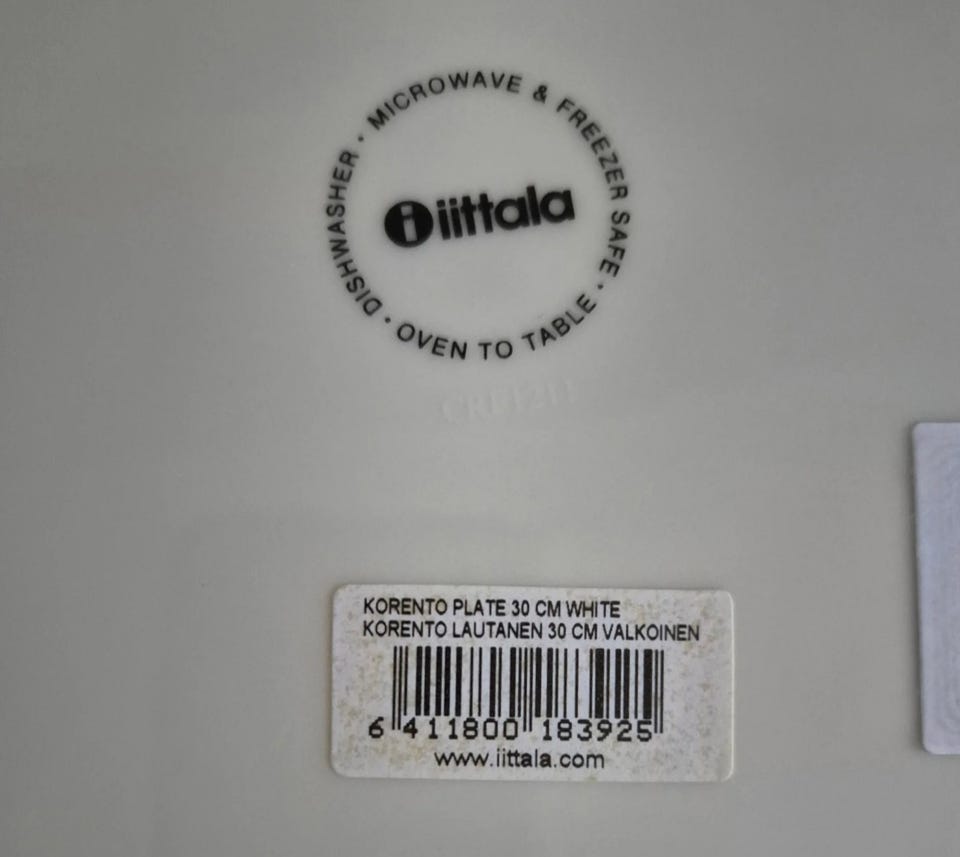 DISHWASHER · MICROWAVE & FREEZER SAFE · OVEN TO TABLE ·
i iittala
KORENTO PLATE 30 CM WHITE
KORENTO LAUTANEN 30 CM VALKOINEN
6 411800 183925
www.iittala.com